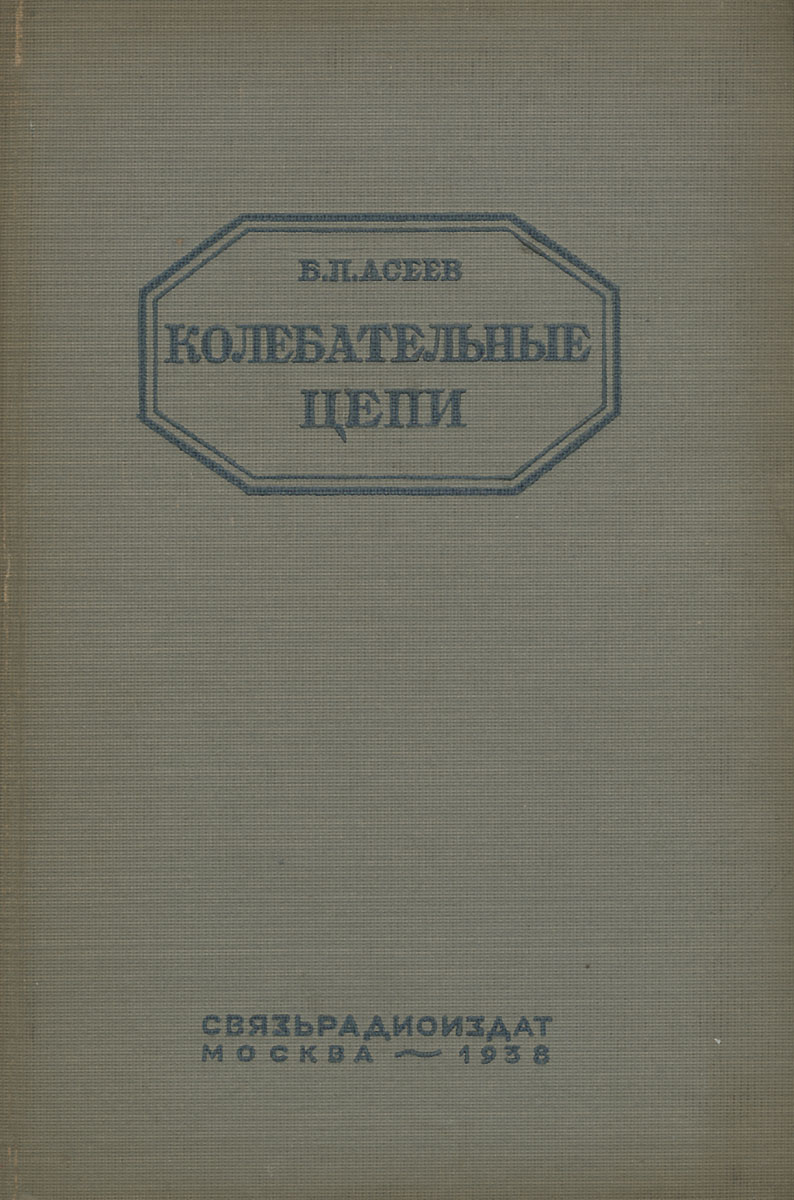 Б.П.АСЕЕВ
КОЛЕБАТЕЛЬНЫЕ
ЦЕПИ
СВЯЗЬРАДИОИЗДАТ
МОСКВА ~ 1938